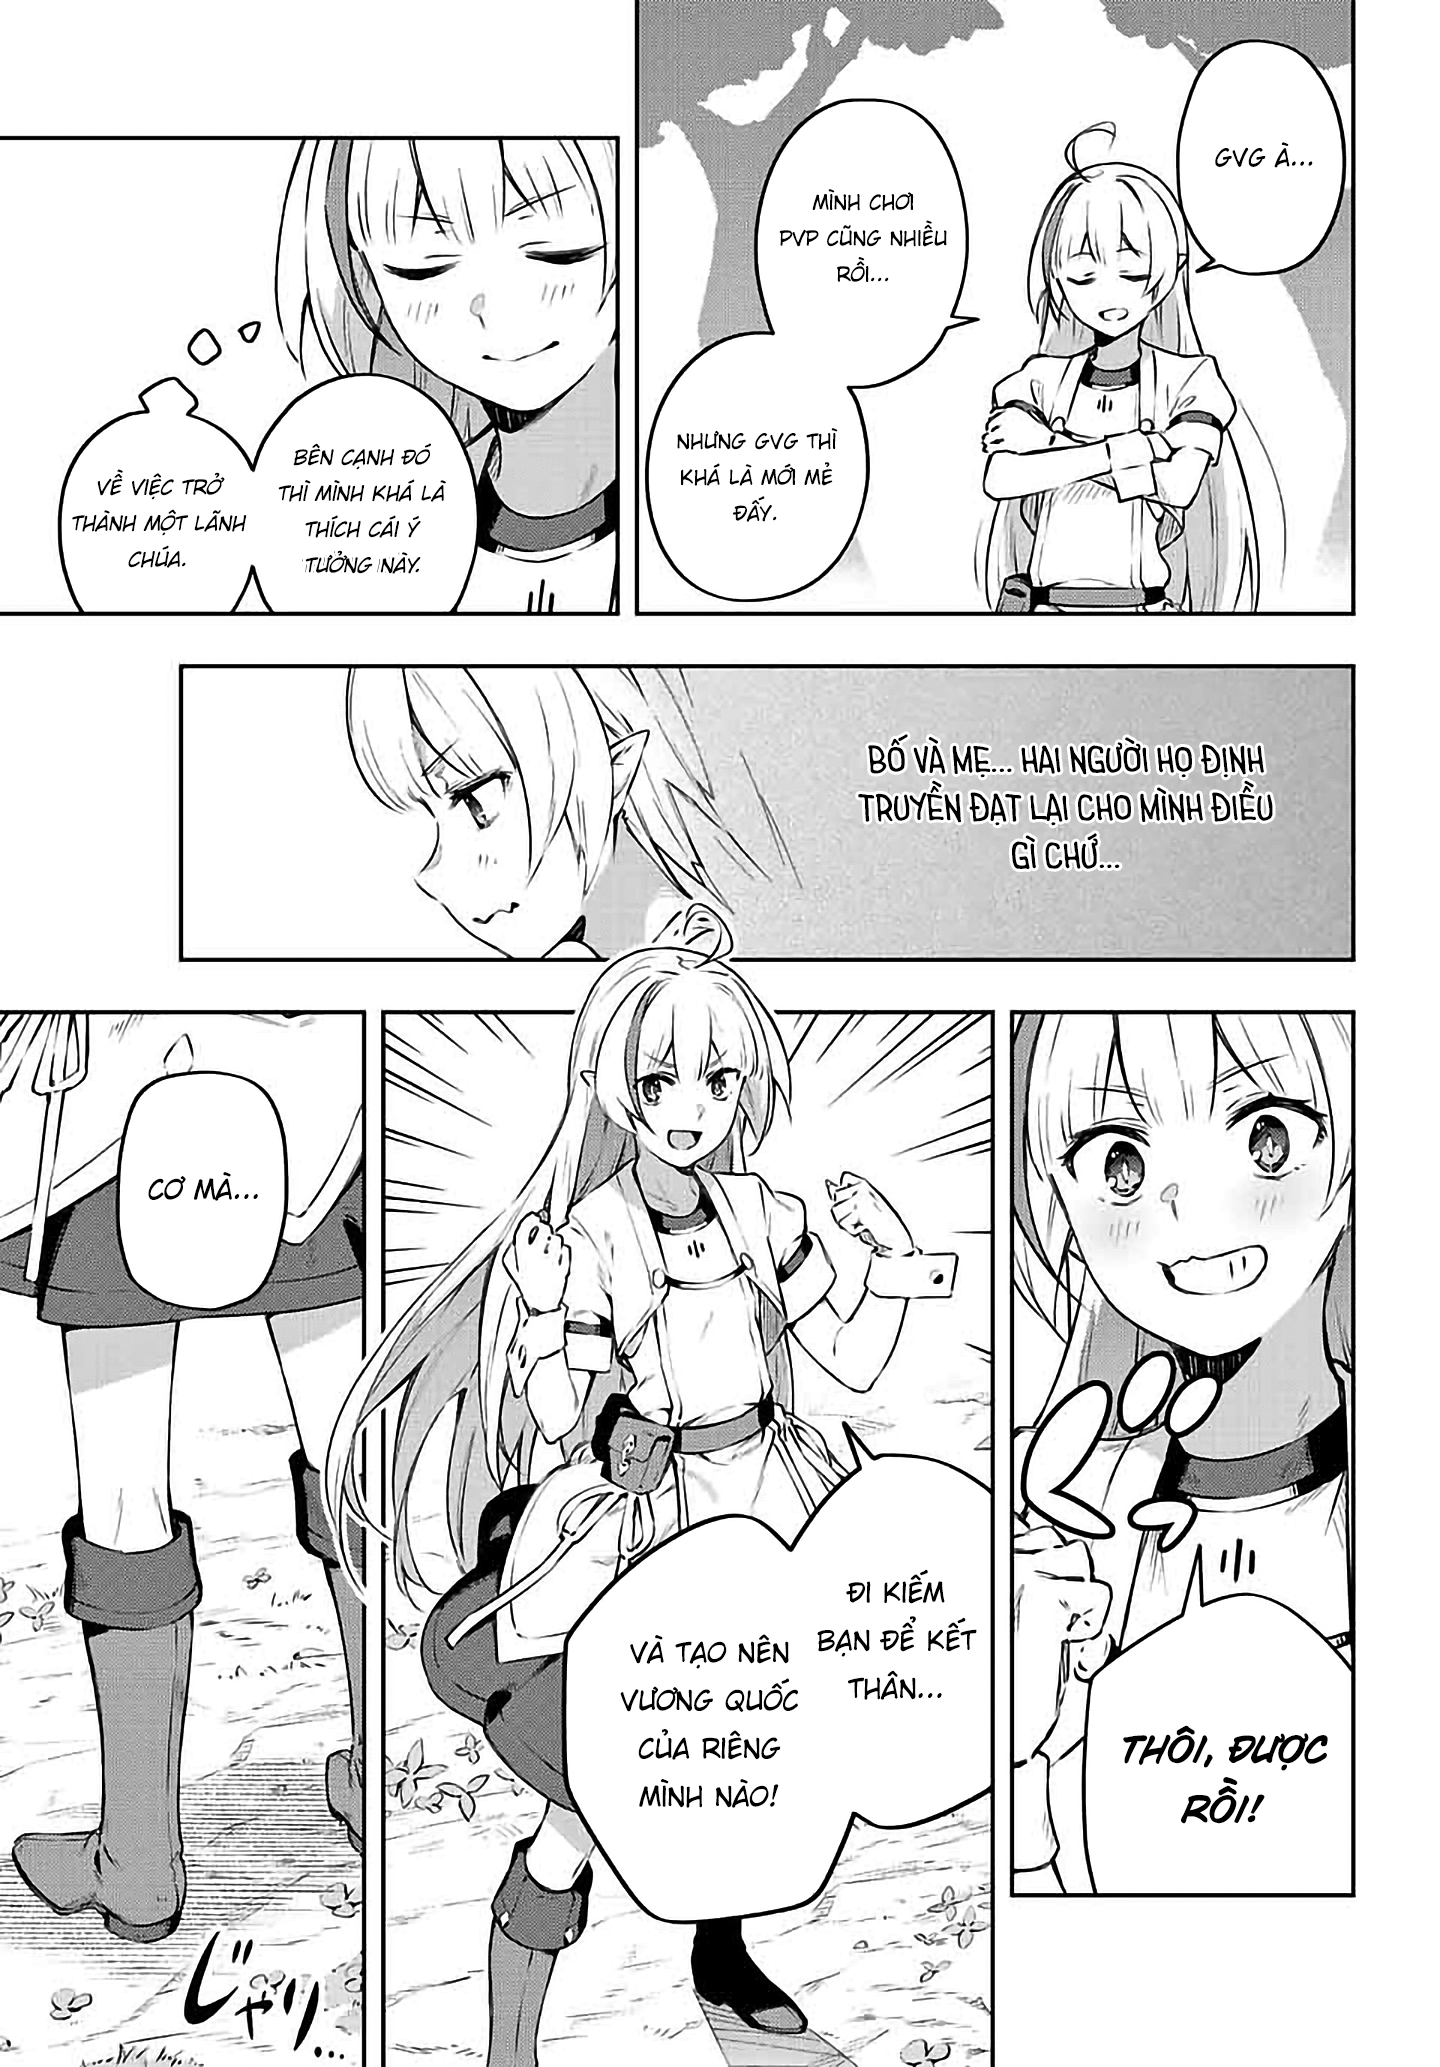 GVG À...
MÌNH CHƠI
PVP CŨNG NHIỀU
RỒI...
NHƯNG GVG THÌ
KHÁ LÀ MỚI MẺ
ĐẤY.
BÊN CẠNH ĐÓ
THÌ MÌNH KHÁ LÀ
THÍCH CÁI Ý
TƯỞNG NÀY.
VỀ VIỆC TRỞ
THÀNH MỘT LÃNH
CHÚA.
BỐ VÀ MẸ... HAI NGƯỜI HỌ ĐỊNH
TRUYỀN ĐẠT LẠI CHO MÌNH ĐIỀU
GÌ CHỨ...
THÔI, ĐƯỢC
RỒI!
ĐI KIẾM
BẠN ĐỂ KẾT
THÂN...
VÀ TẠO NÊN
VƯƠNG QUỐC
CỦA RIÊNG
MÌNH NÀO!
CƠ MÀ...
じゃり...